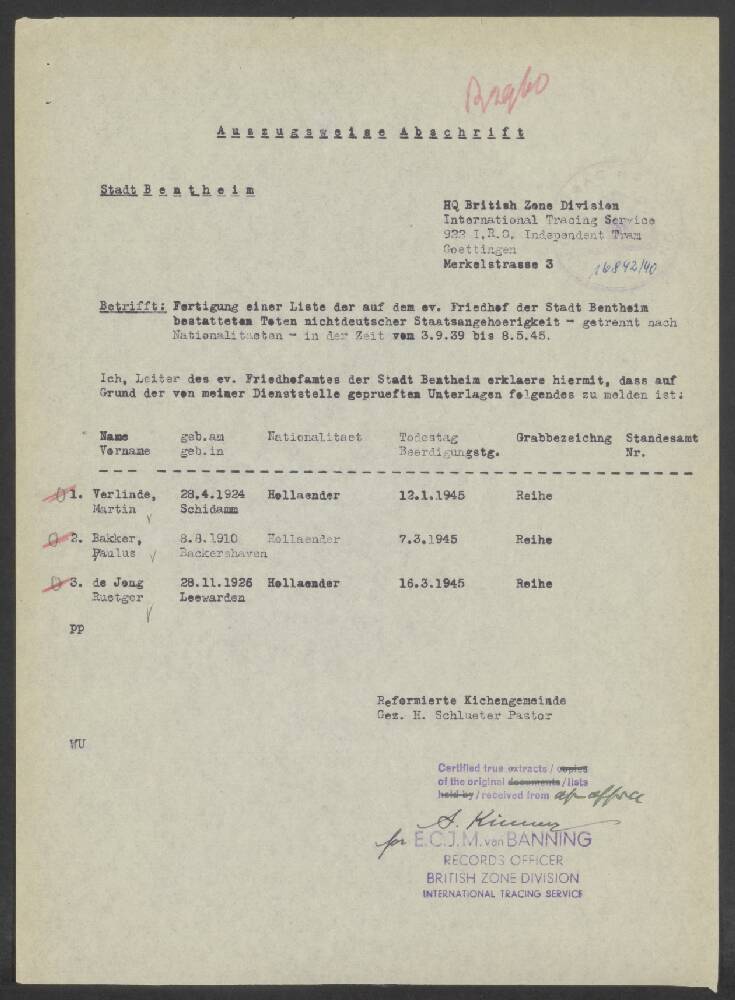 Auszugsweise Abschrift
Stadt Bentheim
HQ British Zone Division
International Tracing Service
922 I.R.O. Independent Tram
Goettingen
Merkelstrasse 3
16842/40
Betrifft: Fertigung einer Liste der auf dem ev. Friedhof der Stadt Bentheim
bestatteten Toten nichtdeutscher Staatsangehoerigkeit - getrennt nach
Nationalitaeten - in der Zeit vom 3.9.39 bis 8.5.45.
Ich, Leiter des ev. Friedhofamtes der Stadt Bentheim erklaere hiermit, dass auf
Grund der von meiner Dienststelle geprueften Unterlagen folgendes zu melden ist:
Name geb.am Nationalitaet Todestag Grabbezeichng Standesamt
Vorname geb.in Beerdigungstg. Nr.
1. Verlinde, 28.4.1924 Hollaender 12.1.1945 Reihe
Martin Schidamm
2. Bakker, 8.8.1910 Hollaender 7.3.1945 Reihe
Paulus Backershaven
3. de Jong 28.11.1926 Hollaender 16.3.1945 Reihe
Ruetger Leewarden
pp
Reformierte Kichengemeinde
Gez. H. Schlueter Pastor
WU
Certified true extracts / copies
of the original documents / lists
held by / received from
for E.C.J.M. van BANNING
RECORDS OFFICER
BRITISH ZONE DIVISION
INTERNATIONAL TRACING SERVICE